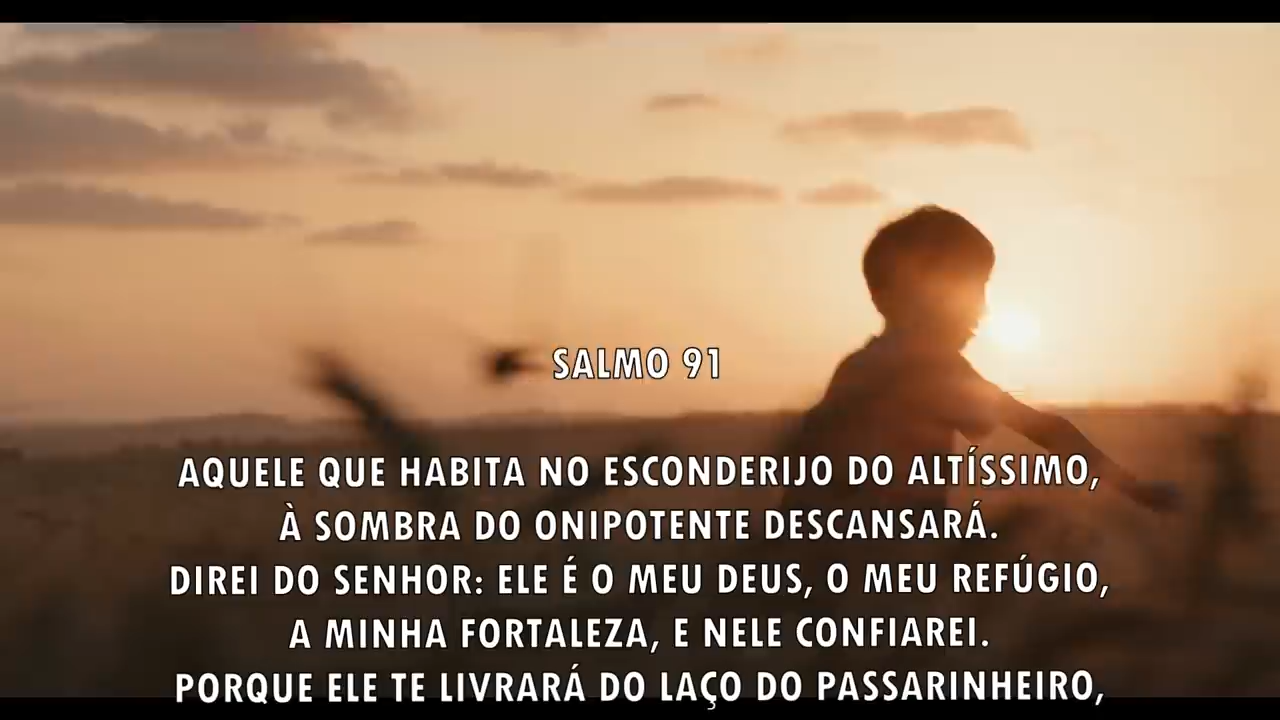 SALMO 91
AQUELE QUE HABITA NO ESCONDERIJO DO ALTÍSSIMO,
À SOMBRA DO ONIPOTENTE DESCANSARÁ.
DIREI DO SENHOR: ELE É O MEU DEUS, O MEU REFÚGIO,
A MINHA FORTALEZA, E NELE CONFIAREI.
PORQUE ELE TE LIVRARÁ DO LAÇO DO PASSARINHEIRO,